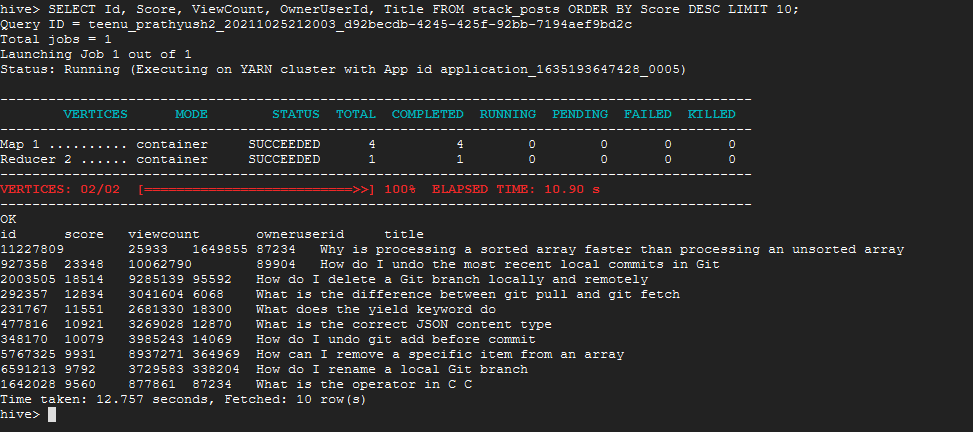 hive> SELECT Id, Score, ViewCount, OwnerUserId, Title FROM stack_posts ORDER BY Score DESC LIMIT 10;
Query ID = teenu_prathyush2_20211025212003_d92becdb-4245-425f-92bb-7194aef9bd2c
Total jobs = 1
Launching Job 1 out of 1
Status: Running (Executing on YARN cluster with App id application_1635193647428_0005)
----------------------------------------------------------------------------------------------
        VERTICES      MODE        STATUS  TOTAL  COMPLETED  RUNNING  PENDING  FAILED  KILLED
----------------------------------------------------------------------------------------------
Map 1 .......... container     SUCCEEDED      4          4        0        0       0       0
Reducer 2 ...... container     SUCCEEDED      1          1        0        0       0       0
----------------------------------------------------------------------------------------------
VERTICES: 02/02  [==========================>>] 100%  ELAPSED TIME: 10.90 s
----------------------------------------------------------------------------------------------
OK
id      score   viewcount       owneruserid     title
11227809        25933   1649855 87234   Why is processing a sorted array faster than processing an unsorted array
927358  23348   10062790        89904   How do I undo the most recent local commits in Git
2003505 18514   9285139 95592   How do I delete a Git branch locally and remotely
292357  12834   3041604 6068    What is the difference between git pull and git fetch
231767  11551   2681330 18300   What does the yield keyword do
477816  10921   3269028 12870   What is the correct JSON content type
348170  10079   3985243 14069   How do I undo git add before commit
5767325 9931    8937271 364969  How can I remove a specific item from an array
6591213 9792    3729583 338204  How do I rename a local Git branch
1642028 9560    877861  87234   What is the operator in C C
Time taken: 12.757 seconds, Fetched: 10 row(s)
hive>